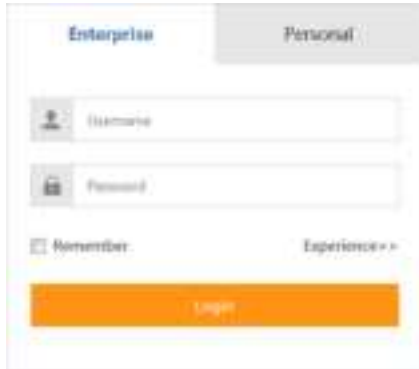 Enterprise Personal
Username
Password
Remember Experience>>
Login